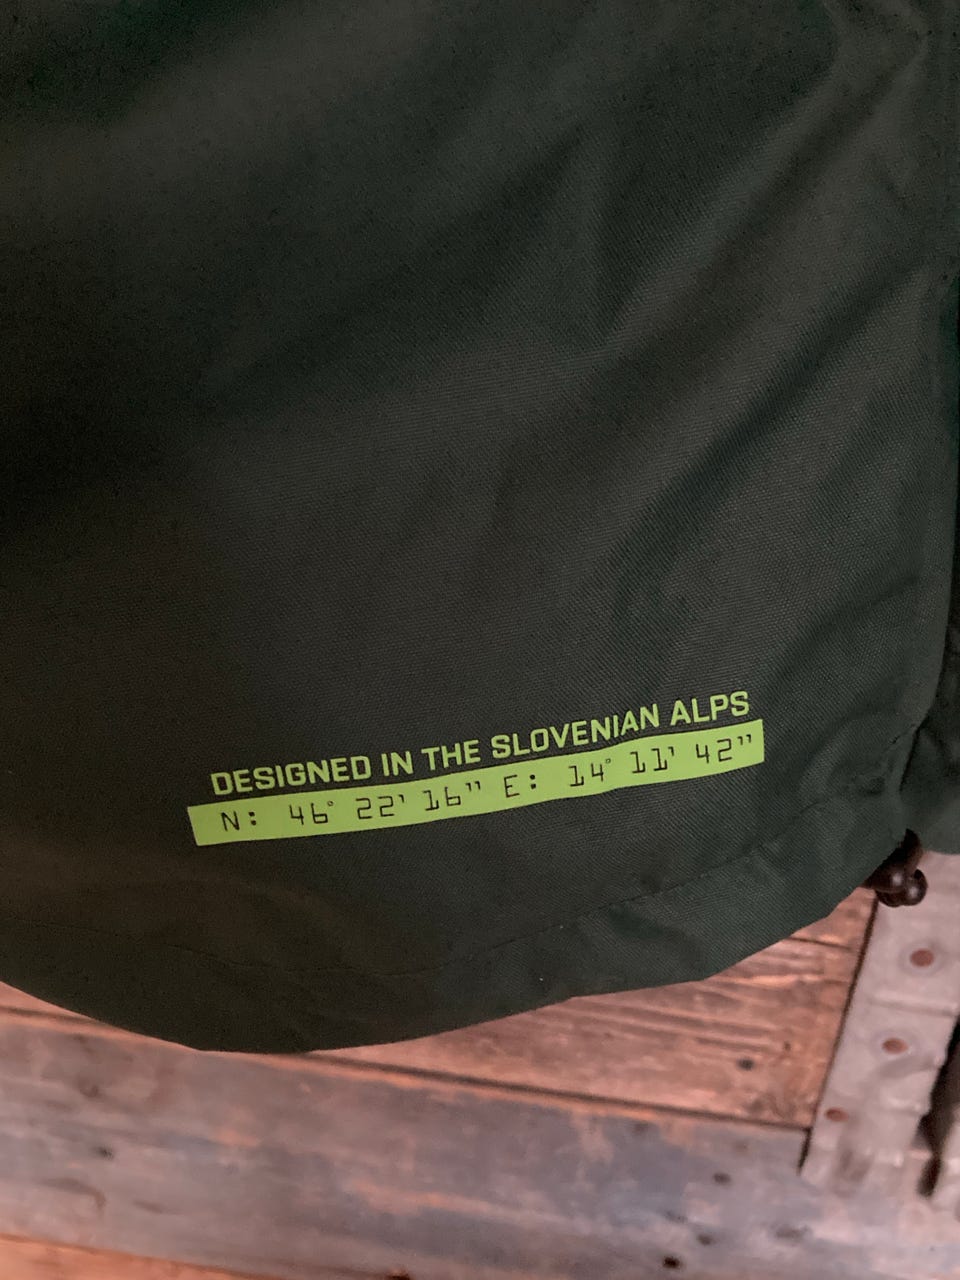 DESIGNED IN THE SLOVENIAN ALPS
N: 46° 22' 16" E: 14° 11' 42"